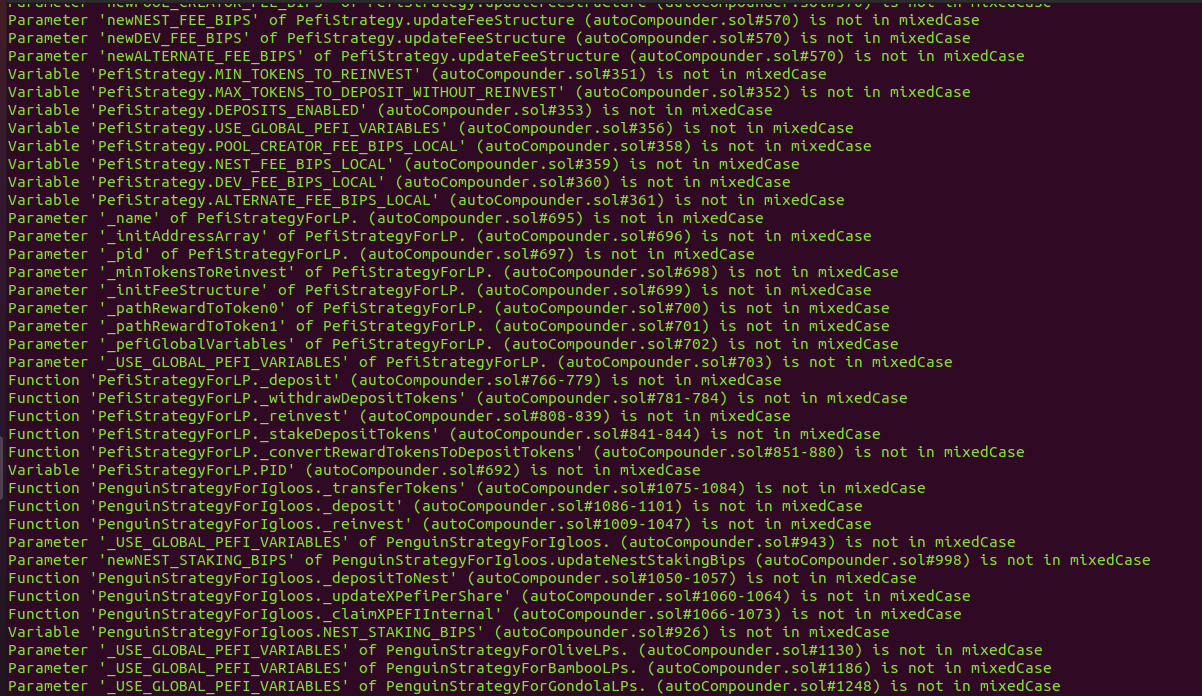 Parameter 'newPOOL_CREATOR_FEE_BIPS' of PefiStrategy.updateFeeStructure (autoCompounder.sol#570) is not in mixedCase
Parameter 'newNEST_FEE_BIPS' of PefiStrategy.updateFeeStructure (autoCompounder.sol#570) is not in mixedCase
Parameter 'newDEV_FEE_BIPS' of PefiStrategy.updateFeeStructure (autoCompounder.sol#570) is not in mixedCase
Parameter 'newALTERNATE_FEE_BIPS' of PefiStrategy.updateFeeStructure (autoCompounder.sol#570) is not in mixedCase
Variable 'PefiStrategy.MIN_TOKENS_TO_REINVEST' (autoCompounder.sol#351) is not in mixedCase
Variable 'PefiStrategy.MAX_TOKENS_TO_DEPOSIT_WITHOUT_REINVEST' (autoCompounder.sol#352) is not in mixedCase
Variable 'PefiStrategy.DEPOSITS_ENABLED' (autoCompounder.sol#353) is not in mixedCase
Variable 'PefiStrategy.USE_GLOBAL_PEFI_VARIABLES' (autoCompounder.sol#356) is not in mixedCase
Variable 'PefiStrategy.POOL_CREATOR_FEE_BIPS_LOCAL' (autoCompounder.sol#358) is not in mixedCase
Variable 'PefiStrategy.NEST_FEE_BIPS_LOCAL' (autoCompounder.sol#359) is not in mixedCase
Variable 'PefiStrategy.DEV_FEE_BIPS_LOCAL' (autoCompounder.sol#360) is not in mixedCase
Variable 'PefiStrategy.ALTERNATE_FEE_BIPS_LOCAL' (autoCompounder.sol#361) is not in mixedCase
Parameter '_name' of PefiStrategyForLP. (autoCompounder.sol#695) is not in mixedCase
Parameter '_initAddressArray' of PefiStrategyForLP. (autoCompounder.sol#696) is not in mixedCase
Parameter '_pid' of PefiStrategyForLP. (autoCompounder.sol#697) is not in mixedCase
Parameter '_minTokensToReinvest' of PefiStrategyForLP. (autoCompounder.sol#698) is not in mixedCase
Parameter '_initFeeStructure' of PefiStrategyForLP. (autoCompounder.sol#699) is not in mixedCase
Parameter '_pathRewardToToken0' of PefiStrategyForLP. (autoCompounder.sol#700) is not in mixedCase
Parameter '_pathRewardToToken1' of PefiStrategyForLP. (autoCompounder.sol#701) is not in mixedCase
Parameter '_pefiGlobalVariables' of PefiStrategyForLP. (autoCompounder.sol#702) is not in mixedCase
Parameter '_USE_GLOBAL_PEFI_VARIABLES' of PefiStrategyForLP. (autoCompounder.sol#703) is not in mixedCase
Function 'PefiStrategyForLP._deposit' (autoCompounder.sol#766-779) is not in mixedCase
Function 'PefiStrategyForLP._withdrawDepositTokens' (autoCompounder.sol#781-784) is not in mixedCase
Function 'PefiStrategyForLP._reinvest' (autoCompounder.sol#808-839) is not in mixedCase
Function 'PefiStrategyForLP._stakeDepositTokens' (autoCompounder.sol#841-844) is not in mixedCase
Function 'PefiStrategyForLP._convertRewardTokensToDepositTokens' (autoCompounder.sol#851-880) is not in mixedCase
Variable 'PefiStrategyForLP.PID' (autoCompounder.sol#692) is not in mixedCase
Function 'PenguinStrategyForIgloos._transferTokens' (autoCompounder.sol#1075-1084) is not in mixedCase
Function 'PenguinStrategyForIgloos._deposit' (autoCompounder.sol#1086-1101) is not in mixedCase
Function 'PenguinStrategyForIgloos._reinvest' (autoCompounder.sol#1009-1047) is not in mixedCase
Parameter '_USE_GLOBAL_PEFI_VARIABLES' of PenguinStrategyForIgloos. (autoCompounder.sol#943) is not in mixedCase
Parameter 'newNEST_STAKING_BIPS' of PenguinStrategyForIgloos.updateNestStakingBips (autoCompounder.sol#998) is not in mixedCase
Function 'PenguinStrategyForIgloos._depositToNest' (autoCompounder.sol#1050-1057) is not in mixedCase
Function 'PenguinStrategyForIgloos._updateXPefiPerShare' (autoCompounder.sol#1060-1064) is not in mixedCase
Function 'PenguinStrategyForIgloos._claimXPEFIInternal' (autoCompounder.sol#1066-1073) is not in mixedCase
Variable 'PenguinStrategyForIgloos.NEST_STAKING_BIPS' (autoCompounder.sol#926) is not in mixedCase
Parameter '_USE_GLOBAL_PEFI_VARIABLES' of PenguinStrategyForOliveLPs. (autoCompounder.sol#1130) is not in mixedCase
Parameter '_USE_GLOBAL_PEFI_VARIABLES' of PenguinStrategyForBambooLPs. (autoCompounder.sol#1186) is not in mixedCase
Parameter '_USE_GLOBAL_PEFI_VARIABLES' of PenguinStrategyForGondolaLPs. (autoCompounder.sol#1248) is not in mixedCase